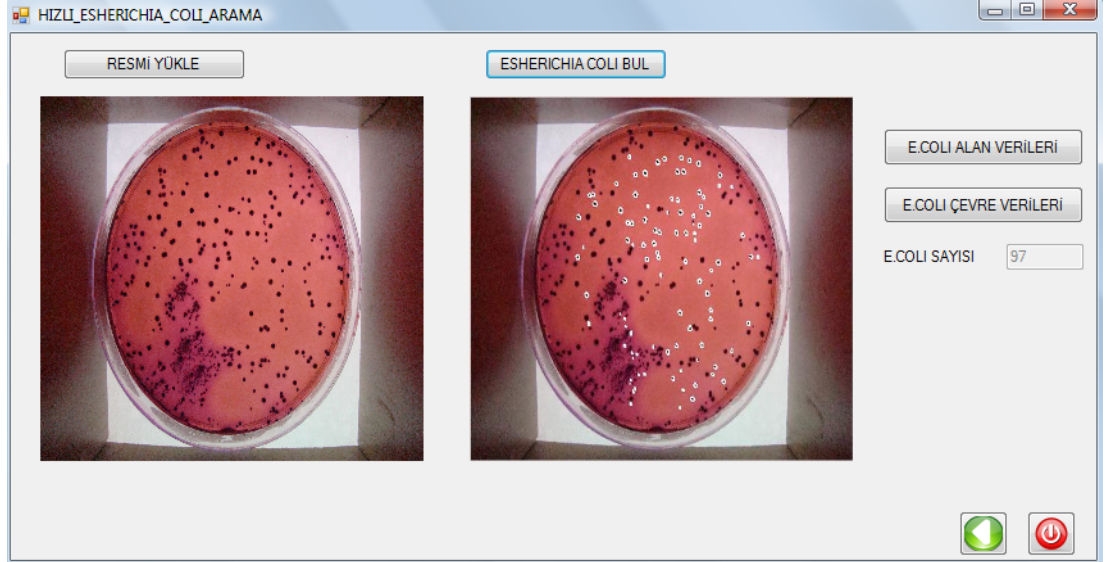 HIZLI_ESHERICHIA_COLI_ARAMA
RESMİ YÜKLE
ESHERICHIA COLI BUL
E.COLI ALAN VERİLERİ
E.COLI ÇEVRE VERİLERİ
E.COLI SAYISI 97